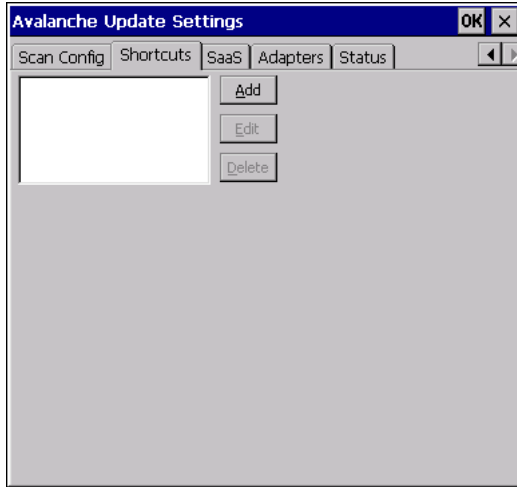 Avalanche Update Settings OK ×
Scan Config Shortcuts SaaS Adapters Status
Add
Edit
Delete